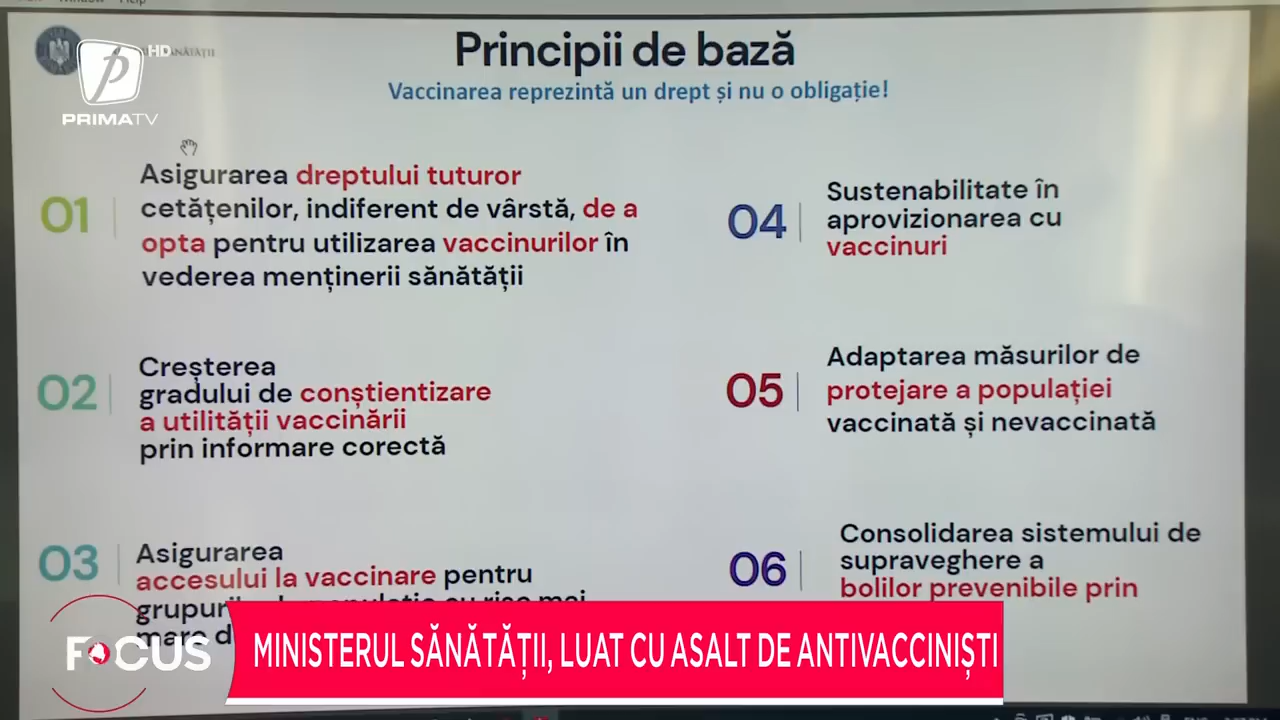 Help
HD
PRIMATV
Principii de bază
Vaccinarea reprezintă un drept și nu o obligație!
01
Asigurarea dreptului tuturor
cetățenilor, indiferent de vârstă, de a
opta pentru utilizarea vaccinurilor în
vederea menținerii sănătății
02
Creșterea
gradului de conștientizare
a utilității vaccinării
prin informare corectă
03
Asigurarea
accesului la vaccinare pentru
mare d
04
Sustenabilitate în
aprovizionarea cu
vaccinuri
05
Adaptarea măsurilor de
protejare a populației
vaccinată și nevaccinată
06
Consolidarea sistemului de
supraveghere a
bolilor prevenibile prin
FOCUS
MINISTERUL SĂNĂTĂȚII, LUAT CU ASALT DE ANTIVACCINIȘTI